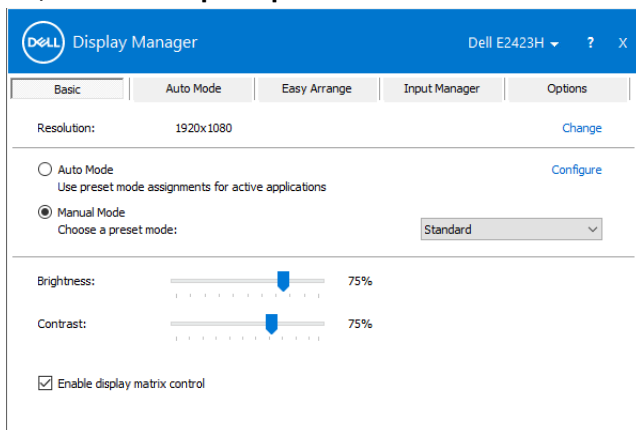 DELL Display Manager Dell E2423H ? X
Basic Auto Mode Easy Arrange Input Manager Options
Resolution: 1920x1080 Change
Auto Mode Configure
Use preset mode assignments for active applications
Manual Mode
Choose a preset mode: Standard
Brightness: 75%
Contrast: 75%
Enable display matrix control